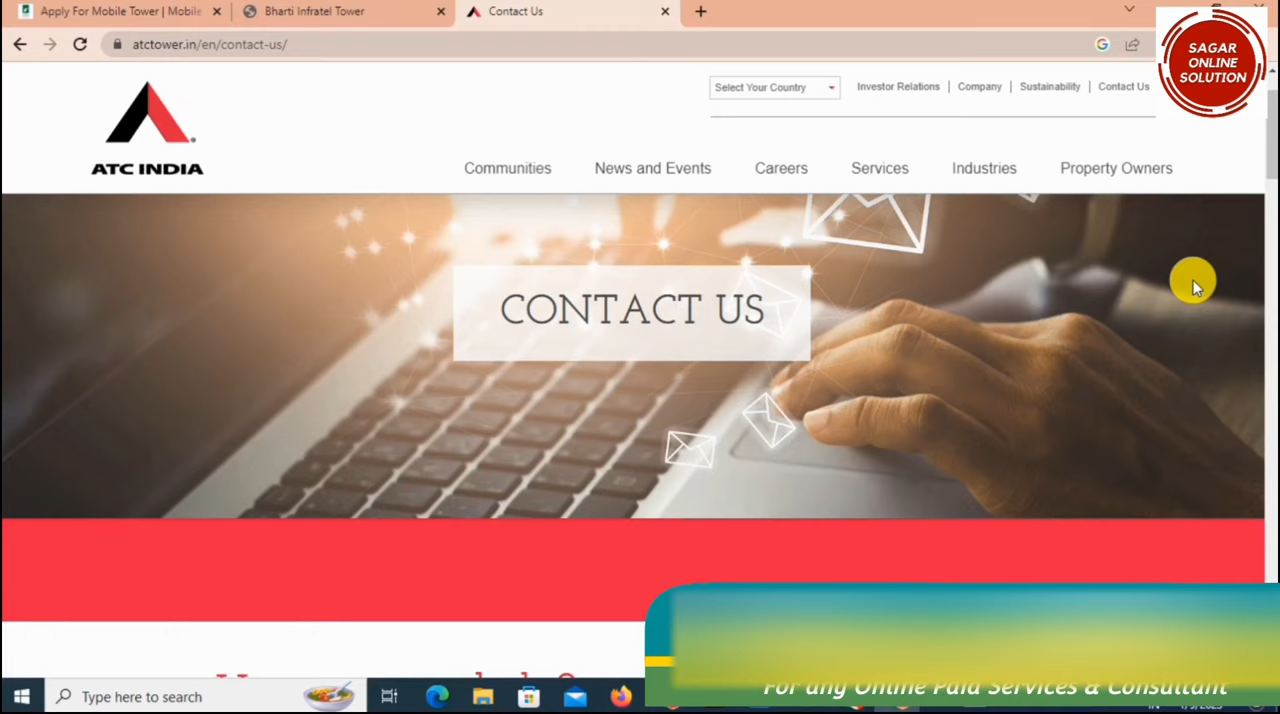 Apply For Mobile Tower | Mobile
Bharti Infratel Tower
Contact Us
atctower.in/en/contact-us/
SAGAR
ONLINE
SOLUTION
Select Your Country
Investor Relations | Company | Sustainability | Contact Us
ATC INDIA
Communities
News and Events
Careers
Services
Industries
Property Owners
CONTACT US
For any Online Paid Services & Consultant
Type here to search